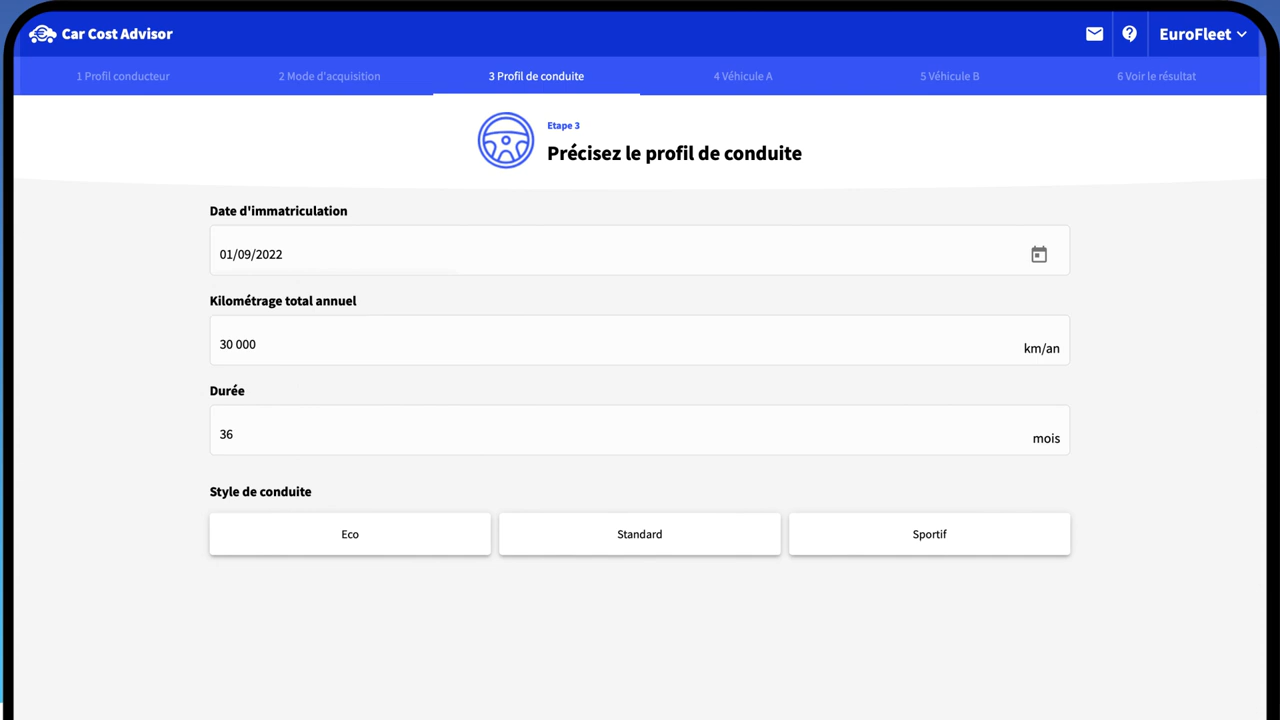 Car Cost Advisor
EuroFleet
1 Profil conducteur
2 Mode d'acquisition
3 Profil de conduite
4 Véhicule A
5 Véhicule B
6 Voir le résultat
Etape 3
Précisez le profil de conduite
Date d'immatriculation
01/09/2022
Kilométrage total annuel
30 000
km/an
Durée
36
mois
Style de conduite
Eco
Standard
Sportif